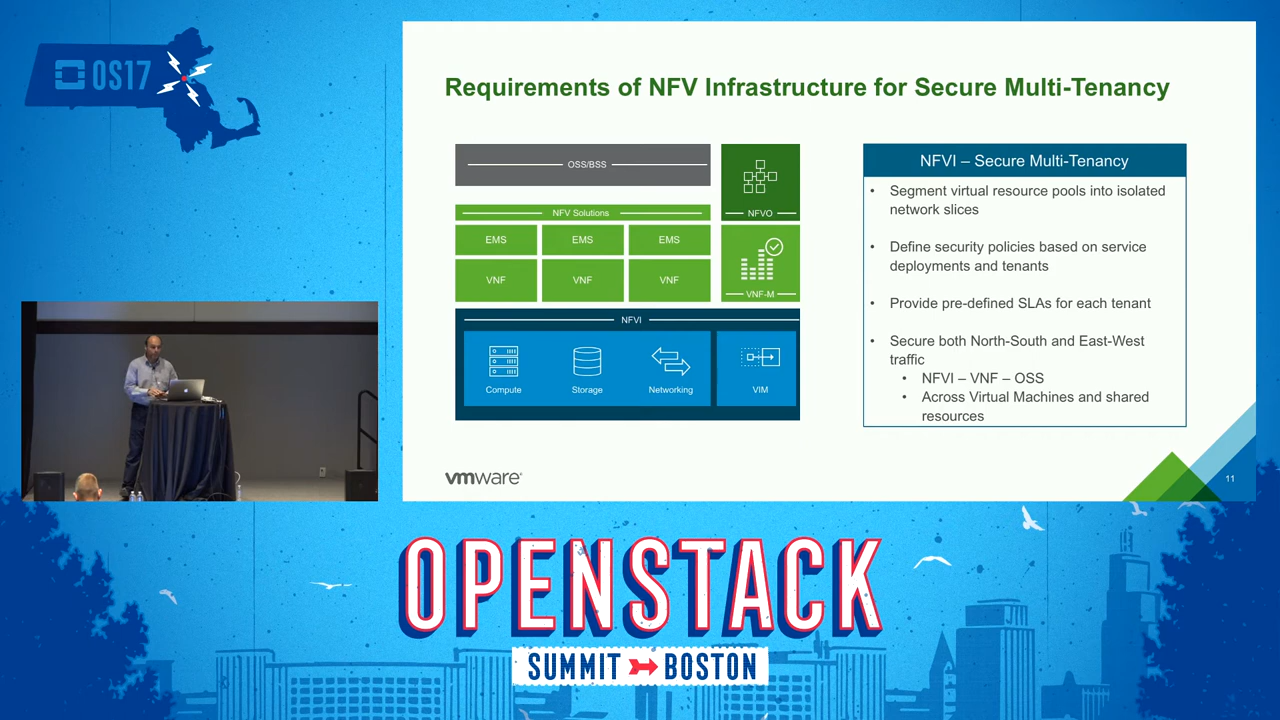 OS17
Requirements of NFV Infrastructure for Secure Multi-Tenancy
OSS/BSS
NFVO
NFV Solutions
EMS
EMS
EMS
VNF
VNF
VNF
VNF-M
NFVI
Compute
Storage
Networking
VIM
NFVI – Secure Multi-Tenancy
• Segment virtual resource pools into isolated
network slices
• Define security policies based on service
deployments and tenants
• Provide pre-defined SLAs for each tenant
• Secure both North-South and East-West
traffic
• NFVI – VNF – OSS
• Across Virtual Machines and shared
resources
vmware®
11
OPENSTACK
SUMMIT BOSTON